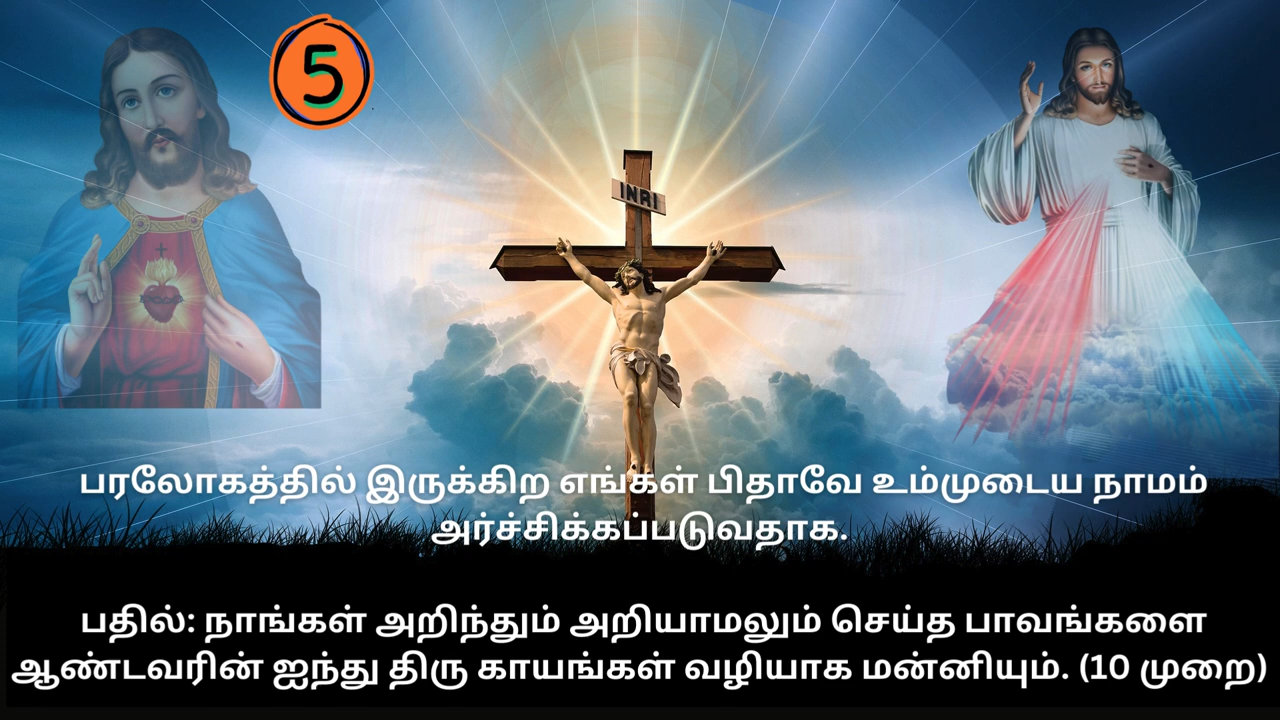 5
INRI
பரலோகத்தில் இருக்கிற எங்கள் பிதாவே உம்முடைய நாமம்
அர்ச்சிக்கப்படுவதாக.
பதில்: நாங்கள் அறிந்தும் அறியாமலும் செய்த பாவங்களை
ஆண்டவரின் ஐந்து திரு காயங்கள் வழியாக மன்னியும். (10 முறை)